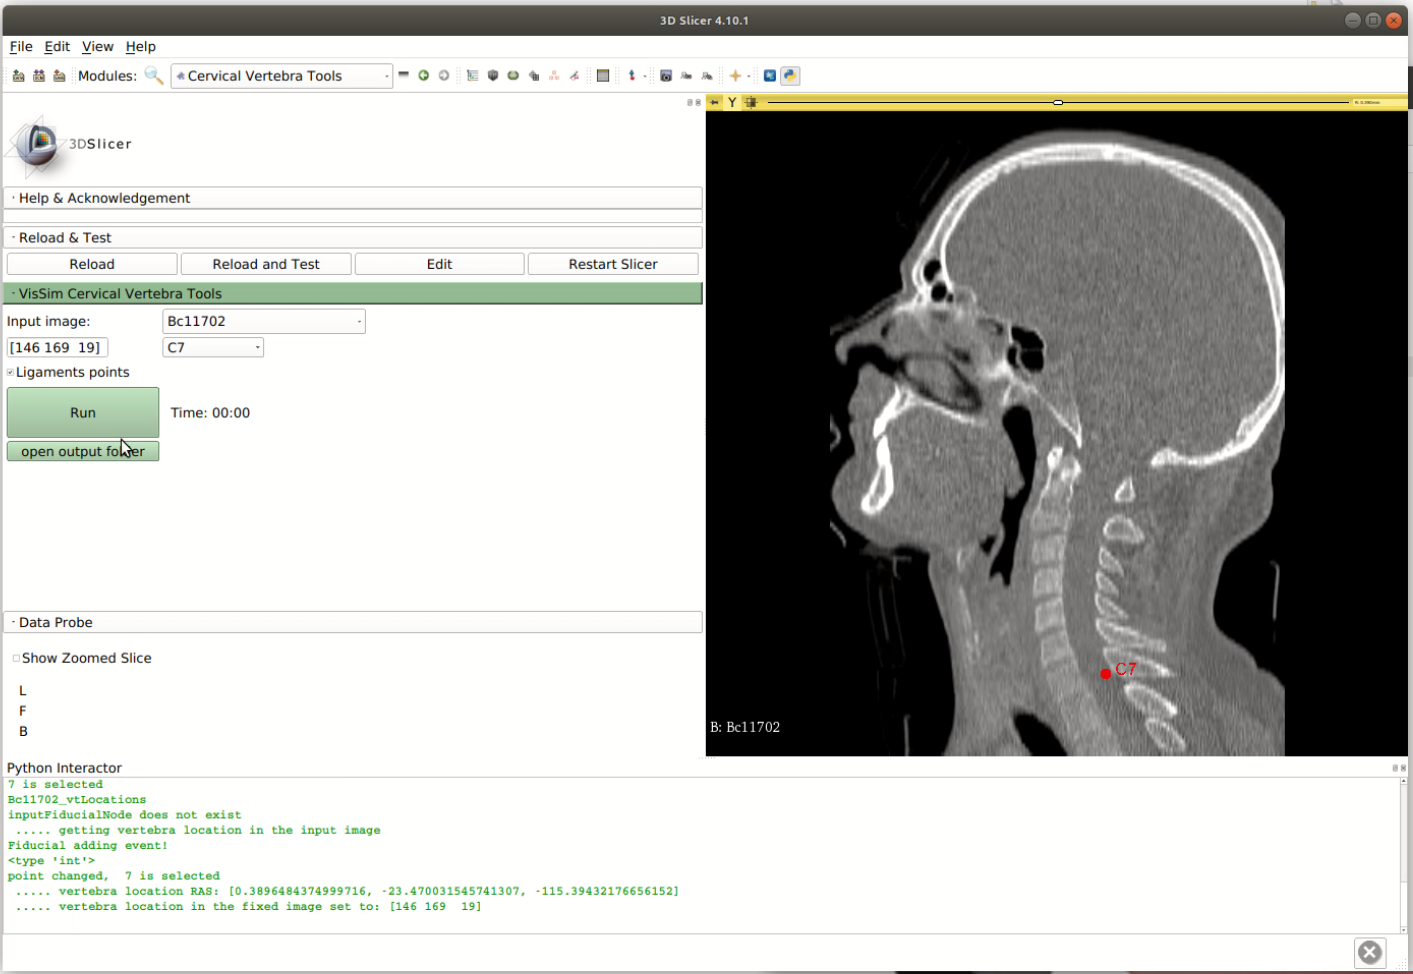 3D Slicer 4.10.1
File Edit View Help
Modules: Cervical Vertebra Tools
Y
3DSlicer
Help & Acknowledgement
Reload & Test
Reload Reload and Test Edit Restart Slicer
VisSim Cervical Vertebra Tools
Input image: Bc11702
[146 169  19] C7
Ligaments points
Run Time: 00:00
open output folder
C7
B: Bc11702
Data Probe
Show Zoomed Slice
L
F
B
Python Interactor
7 is selected
Bc11702_vtLocations
inputFiducialNode does not exist
..... getting vertebra location in the input image
Fiducial adding event!
<type 'int'>
point changed,  7 is selected
..... vertebra location RAS: [0.3896484374999716, -23.470031545741307, -115.39432176656152]
..... vertebra location in the fixed image set to: [146 169  19]